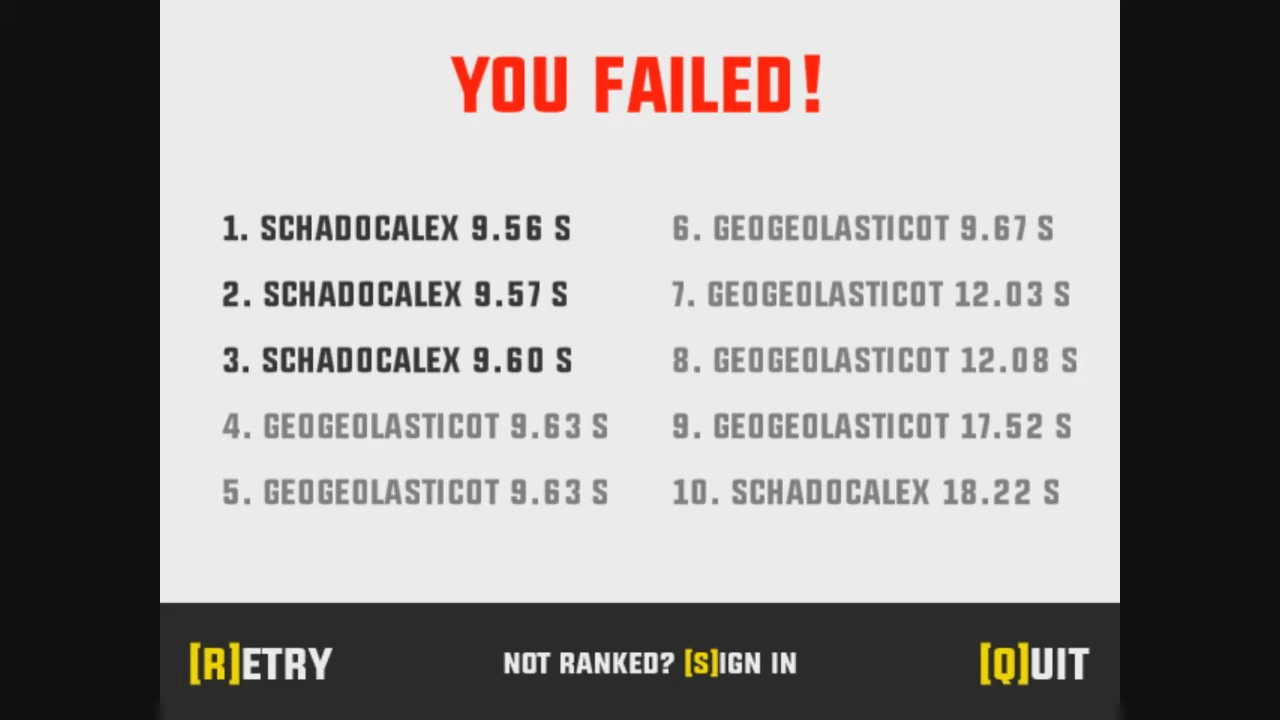 YOU FAILED!
1. SCHADOCALEX 9.56 S
2. SCHADOCALEX 9.57 S
3. SCHADOCALEX 9.60 S
4. GEOGEOLASTICOT 9.63 S
5. GEOGEOLASTICOT 9.63 S
6. GEOGEOLASTICOT 9.67 S
7. GEOGEOLASTICOT 12.03 S
8. GEOGEOLASTICOT 12.08 S
9. GEOGEOLASTICOT 17.52 S
10. SCHADOCALEX 18.22 S
[R]ETRY
NOT RANKED? [S]IGN IN
[Q]UIT